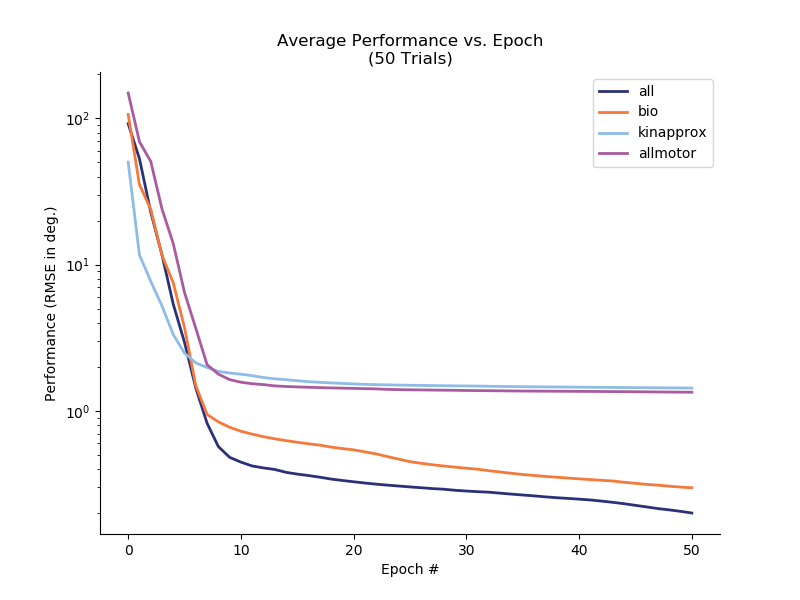 Average Performance vs. Epoch
(50 Trials)
all
bio
kinapprox
allmotor
Performance (RMSE in deg.)
10²
10¹
10⁰
0 10 20 30 40 50
Epoch #